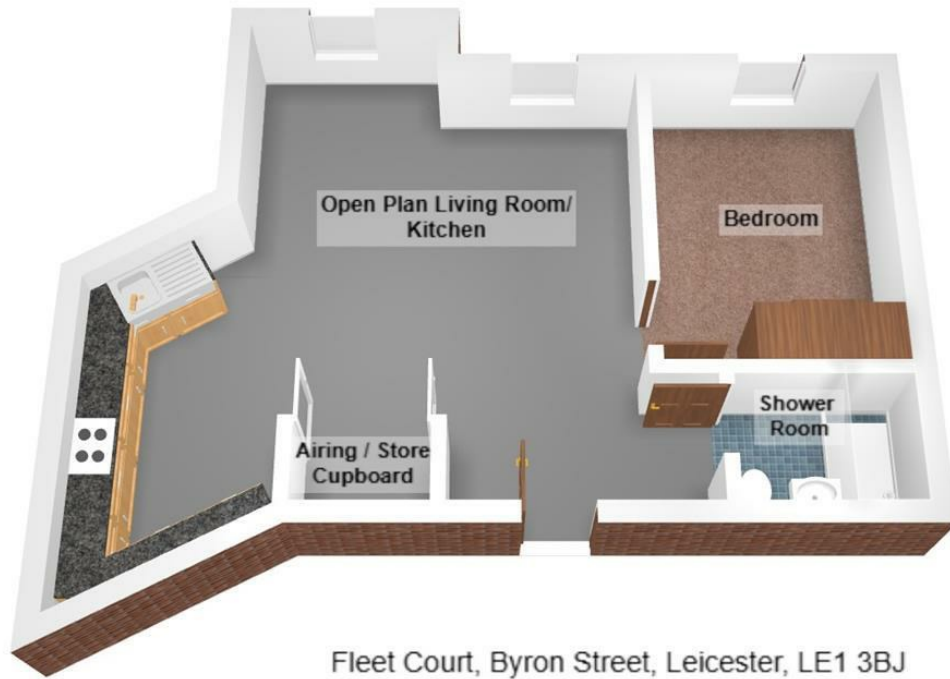 Open Plan Living Room/
Kitchen
Bedroom
Shower
Room
Airing / Store
Cupboard
Fleet Court, Byron Street, Leicester, LE1 3BJ